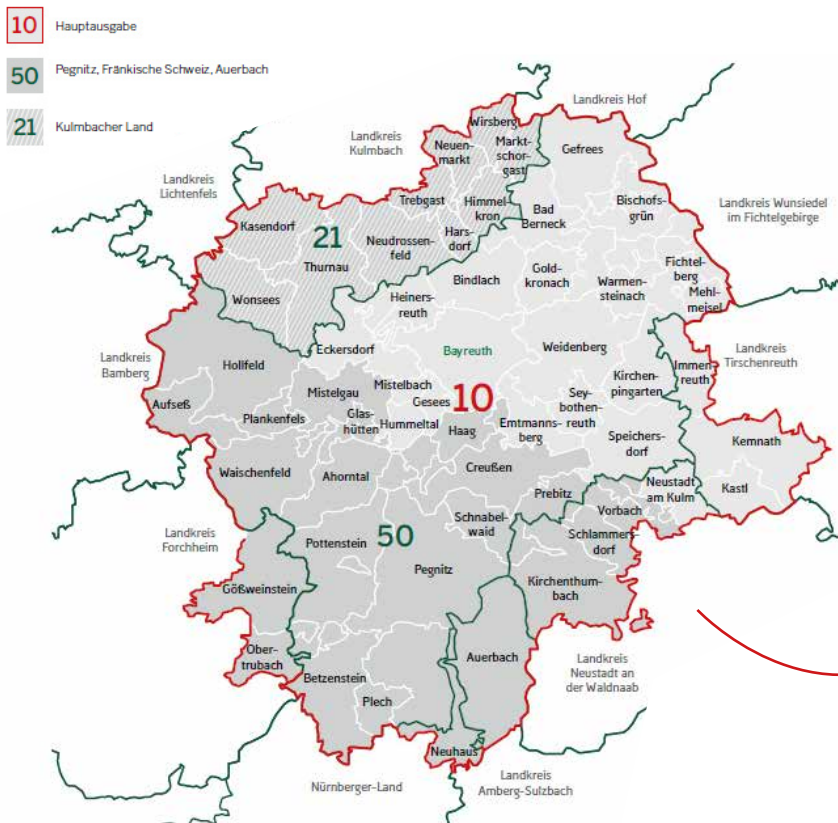 10 Hauptausgabe
50 Pegnitz, Fränkische Schweiz, Auerbach
21 Kulmbacher Land
Landkreis Hof
Landkreis
Kulmbach
Landkreis
Lichtenfels
Landkreis Wunsiedel
im Fichtelgebirge
Wirsberg
Neuen-
markt
Markt-
schor-
gast
Gefrees
Trebgast
Himmel-
kron
Bischofs-
grün
Bad
Berneck
Kasendorf
21
Thurnau
Neudrossen-
feld
Harsdorf
Wonsees
Bindlach
Gold-
kronach
Fichtel-
berg
Mehl-
meisel
Warmen-
steinach
Heiners-
reuth
Landkreis
Bamberg
Hollfeld
Eckersdorf
Bayreuth
Weidenberg
Immen-
reuth
Landkreis
Tirschenreuth
Aufseß
Plankenfels
Mistelgau
Glas-
hütten
Mistelbach
Gesees
Hummeltal
10
Haag
Emtmanns-
berg
Sey-
bothen-
reuth
Kirchen-
pingarten
Speichers-
dorf
Kemnath
Kastl
Waischenfeld
Ahorntal
Creußen
Prebitz
Neustadt
am Kulm
Vorbach
Schlammers-
dorf
Schnabel-
waid
Landkreis
Forchheim
Pottenstein
50
Pegnitz
Kirchenthum-
bach
Gößweinstein
Ober-
trubach
Betzenstein
Plech
Auerbach
Landkreis
Neustadt an
der Waldnaab
Neuhaus
Nürnberger-Land
Landkreis
Amberg-Sulzbach